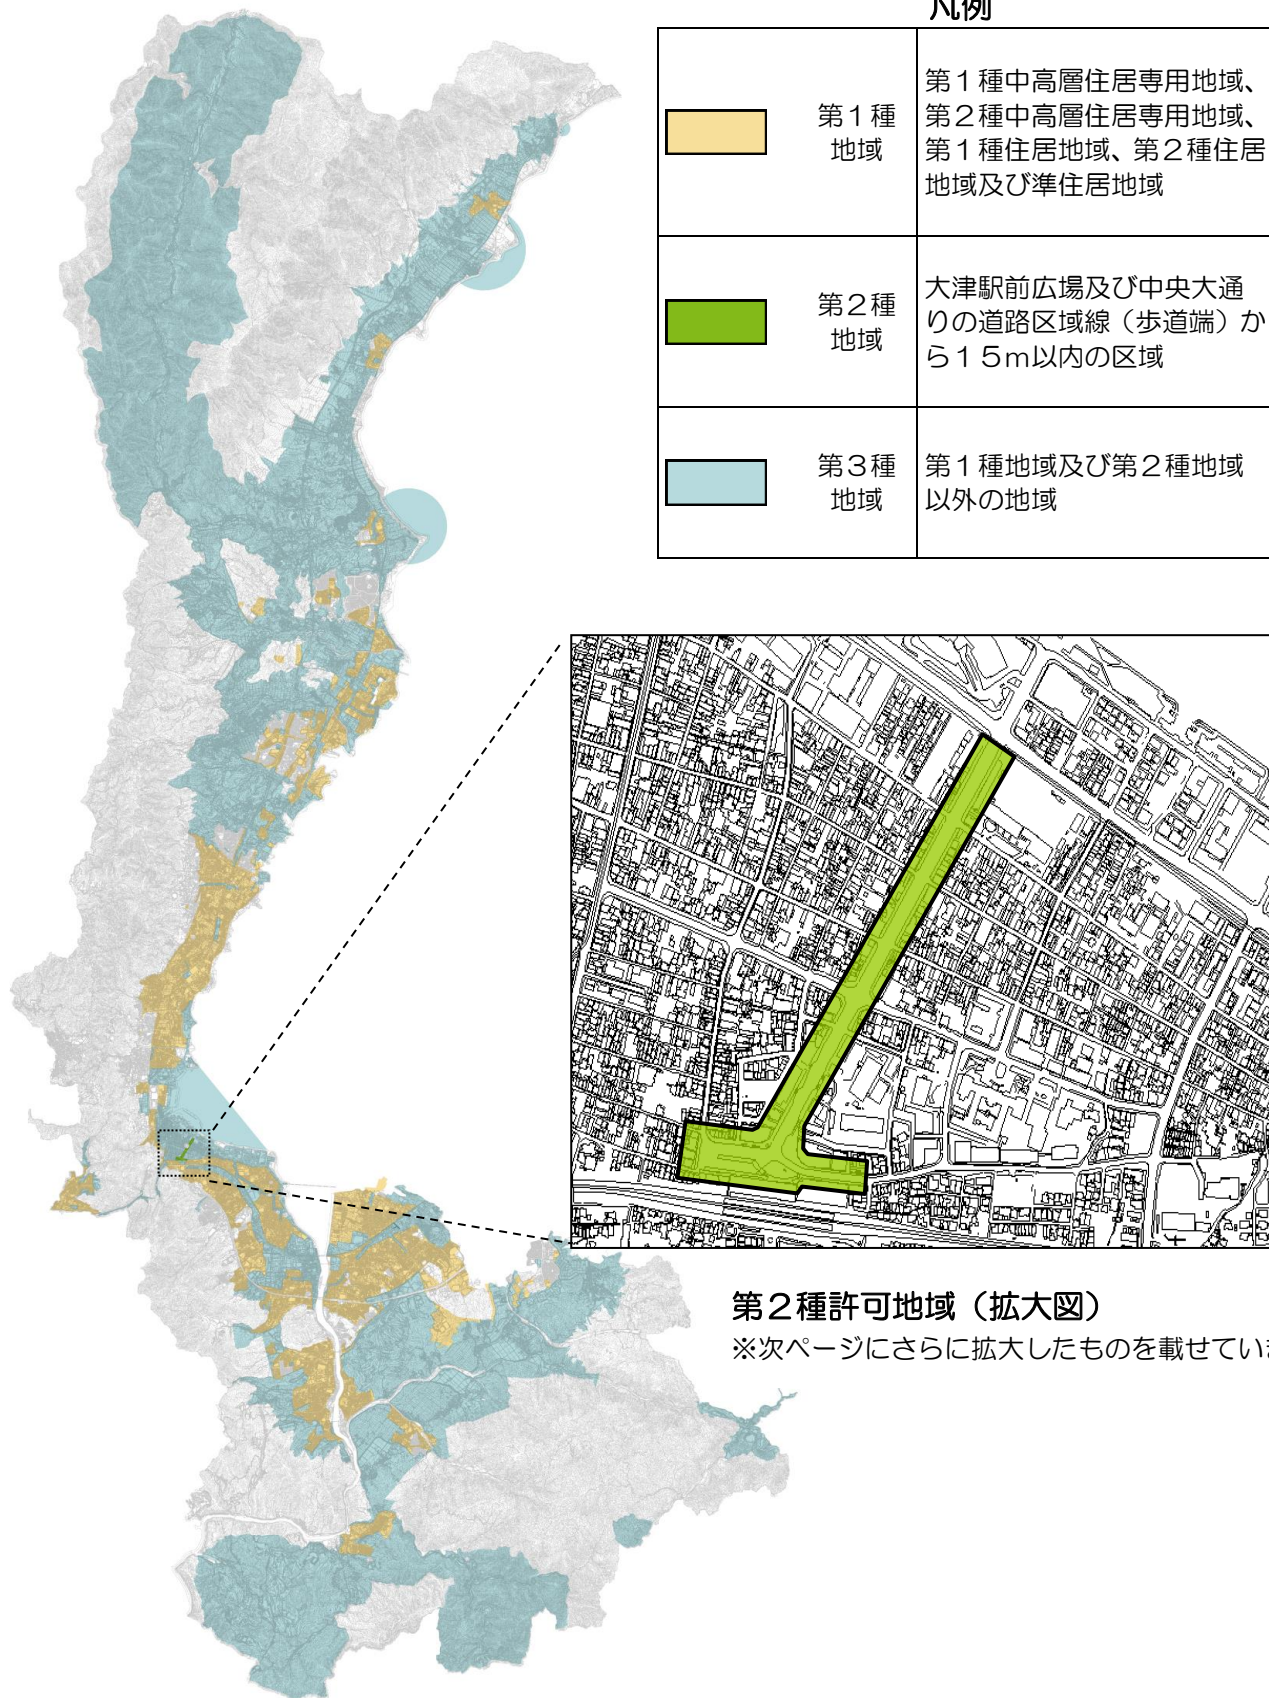 凡例
第1種
地域
第1種中高層住居専用地域、
第2種中高層住居専用地域、
第1種住居地域、第2種住居
地域及び準住居地域
第2種
地域
大津駅前広場及び中央大通
りの道路区域線（歩道端）か
ら15m以内の区域
第3種
地域
第1種地域及び第2種地域
以外の地域
第2種許可地域（拡大図）
※次ページにさらに拡大したものを載せてい